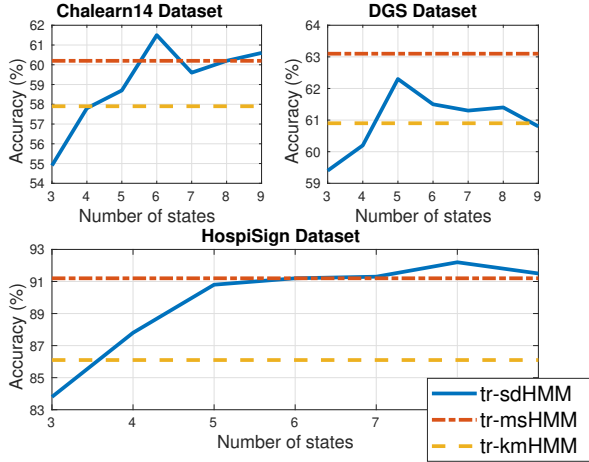 Chalearn14 Dataset
62
61
60
59
58
57
56
55
54
Accuracy (%)
3 4 5 6 7 8 9
Number of states
DGS Dataset
65
63
61
59
Accuracy (%)
3 4 5 6 7 8 9
Number of states
HospiSign Dataset
93
91
89
87
85
83
Accuracy (%)
3 4 5 6 7
Number of states
tr-sdHMM
tr-msHMM
tr-kmHMM